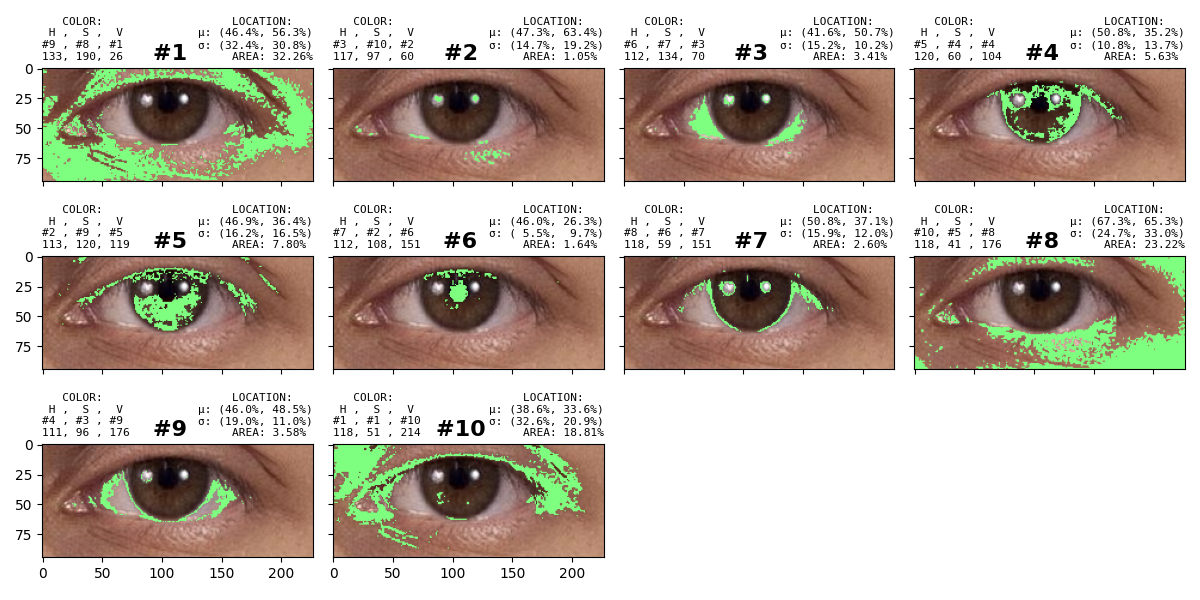 COLOR: LOCATION:
H , S , V μ: (46.4%, 56.3%)
#9 , #8 , #1 #1 σ: (32.4%, 30.8%)
133, 190, 26 AREA: 32.26%
COLOR: LOCATION:
H , S , V μ: (47.3%, 63.4%)
#3 , #10, #2 #2 σ: (14.7%, 19.2%)
117, 97 , 60 AREA: 1.05%
COLOR: LOCATION:
H , S , V μ: (41.6%, 50.7%)
#6 , #7 , #3 #3 σ: (15.2%, 10.2%)
112, 134, 70 AREA: 3.41%
COLOR: LOCATION:
H , S , V μ: (50.8%, 35.2%)
#5 , #4 , #4 #4 σ: (10.8%, 13.7%)
120, 60 , 104 AREA: 5.63%
0
25
50
75
COLOR: LOCATION:
H , S , V μ: (46.9%, 36.4%)
#2 , #9 , #5 #5 σ: (16.2%, 16.5%)
113, 120, 119 AREA: 7.80%
COLOR: LOCATION:
H , S , V μ: (46.0%, 26.3%)
#7 , #2 , #6 #6 σ: ( 5.5%, 9.7%)
112, 108, 151 AREA: 1.64%
COLOR: LOCATION:
H , S , V μ: (50.8%, 37.1%)
#8 , #6 , #7 #7 σ: (15.9%, 12.0%)
118, 59 , 151 AREA: 2.60%
COLOR: LOCATION:
H , S , V μ: (67.3%, 65.3%)
#10, #5 , #8 #8 σ: (24.7%, 33.0%)
118, 41 , 176 AREA: 23.22%
0
25
50
75
COLOR: LOCATION:
H , S , V μ: (46.0%, 48.5%)
#4 , #3 , #9 #9 σ: (19.0%, 11.0%)
111, 96 , 176 AREA: 3.58%
COLOR: LOCATION:
H , S , V μ: (38.6%, 33.6%)
#1 , #1 , #10 #10 σ: (32.6%, 20.9%)
118, 51 , 214 AREA: 18.81%
0
25
50
75
0 50 100 150 200
0 50 100 150 200